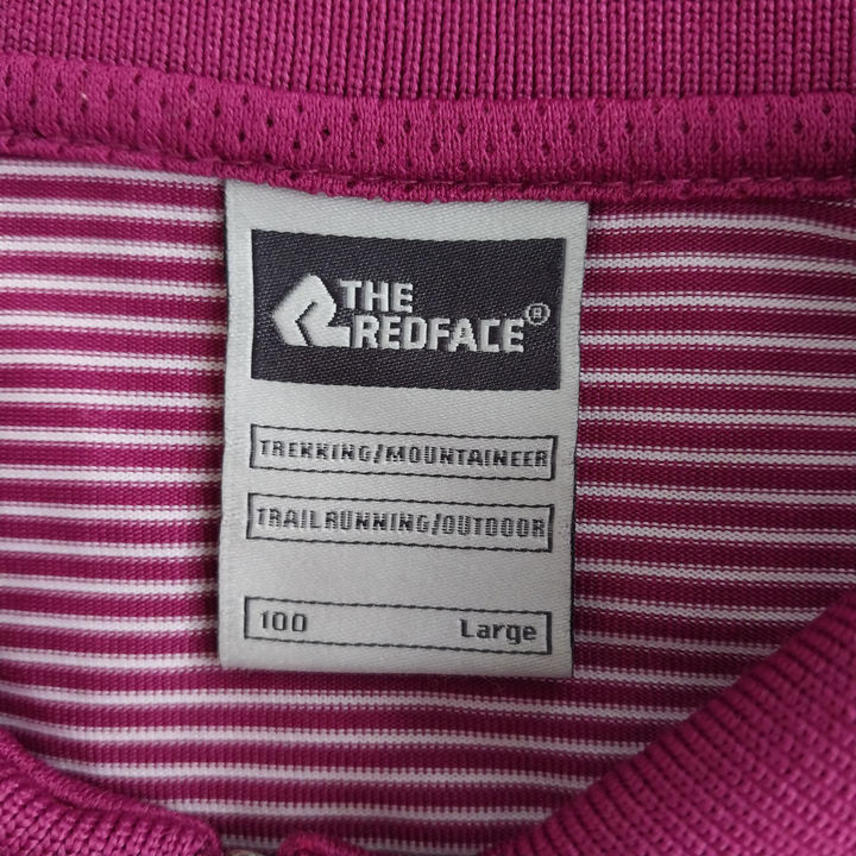 THE
REDFACE®
TREKKING/MOUNTAINEER
TRAILRUNNING/OUTDOOR
100 Large